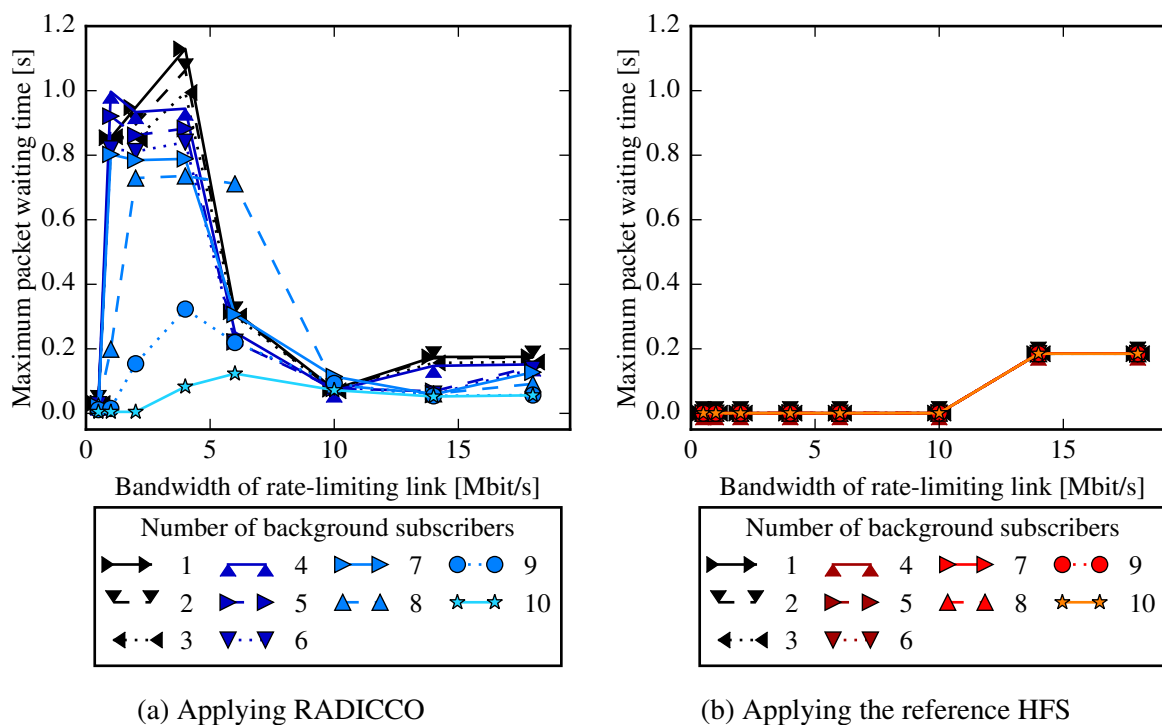 Maximum packet waiting time [s]
1.2
1.0
0.8
0.6
0.4
0.2
0.0
0 5 10 15
Bandwidth of rate-limiting link [Mbit/s]
Number of background subscribers
1 4 7 9
2 5 8 10
3 6
(a) Applying RADICCO
Maximum packet waiting time [s]
1.2
1.0
0.8
0.6
0.4
0.2
0.0
0 5 10 15
Bandwidth of rate-limiting link [Mbit/s]
Number of background subscribers
1 4 7 9
2 5 8 10
3 6
(b) Applying the reference HFS